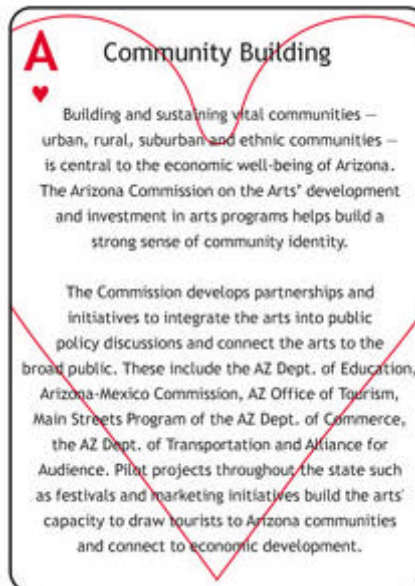 A
Community Building
Building and sustaining vital communities —
urban, rural, suburban and ethnic communities —
is central to the economic well-being of Arizona.
The Arizona Commission on the Arts' development
and investment in arts programs helps build a
strong sense of community identity.
The Commission develops partnerships and
initiatives to integrate the arts into public
policy discussions and connect the arts to the
broad public. These include the AZ Dept. of Education,
Arizona-Mexico Commission, AZ Office of Tourism,
Main Streets Program of the AZ Dept. of Commerce,
the AZ Dept. of Transportation and Alliance for
Audience. Pilot projects throughout the state such
as festivals and marketing initiatives build the arts'
capacity to draw tourists to Arizona communities
and connect to economic development.